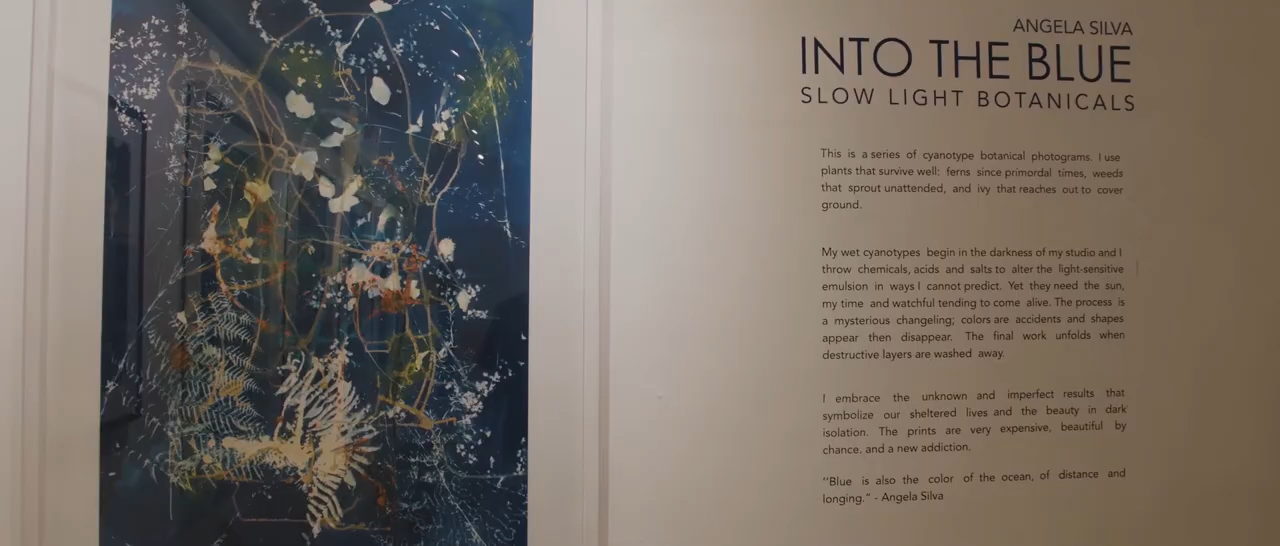 ANGELA SILVA
INTO THE BLUE
SLOW LIGHT BOTANICALS
This is a series of cyanotype botanical photograms. I use
plants that survive well: ferns since primordal times, weeds
that sprout unattended, and ivy that reaches out to cover
ground.
My wet cyanotypes begin in the darkness of my studio and I
throw chemicals, acids and salts to alter the light-sensitive
emulsion in ways I cannot predict. Yet they need the sun,
my time and watchful tending to come alive. The process is
a mysterious changeling; colors are accidents and shapes
appear then disappear. The final work unfolds when
destructive layers are washed away.
I embrace the unknown and imperfect results that
symbolize our sheltered lives and the beauty in dark
isolation. The prints are very expensive, beautiful by
chance. and a new addiction.
"Blue is also the color of the ocean, of distance and
longing." - Angela Silva